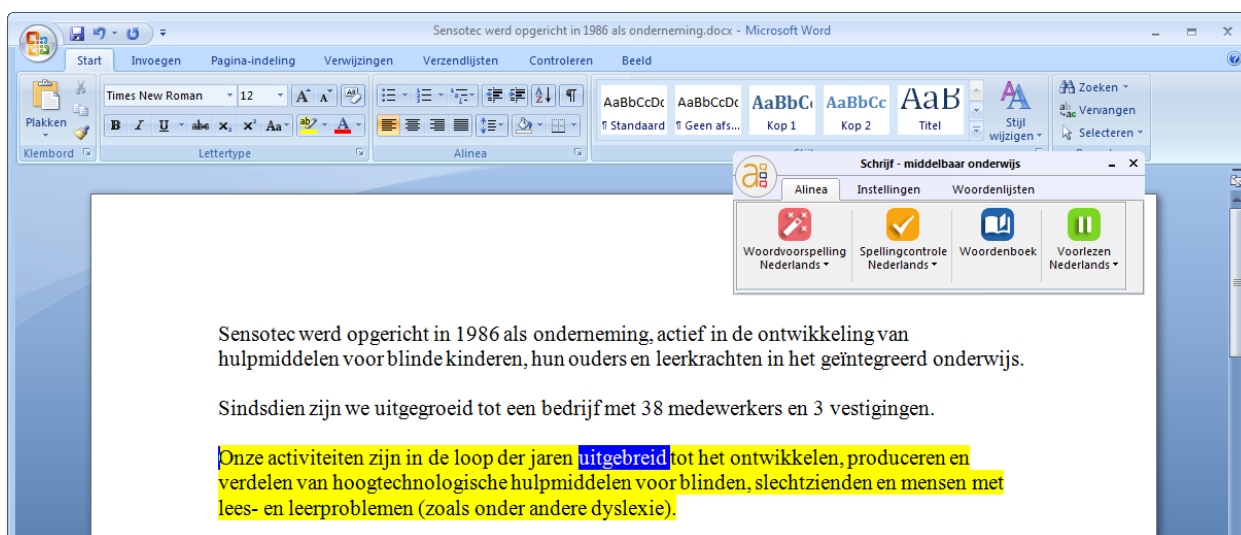 Sensotec werd opgericht in 1986 als onderneming.docx - Microsoft Word
Start Invoegen Pagina-indeling Verwijzingen Verzendlijsten Controleren Beeld
Plakken
Times New Roman 12
B I U abe x₂ x² Aa ab A
AaBbCcDc AaBbCcDc AaBbC AaBbCc AaB
¶ Standaard ¶ Geen afs... Kop 1 Kop 2 Titel
Stijl
wijzigen
Zoeken
Vervangen
Selecteren
Klembord Lettertype Alinea
Schrijf - middelbaar onderwijs
Alinea Instellingen Woordenlijsten
Woordvoorspelling
Nederlands
Spellingcontrole
Nederlands
Woordenboek
Voorlezen
Nederlands
Sensotec werd opgericht in 1986 als onderneming, actief in de ontwikkeling van
hulpmiddelen voor blinde kinderen, hun ouders en leerkrachten in het geïntegreerd onderwijs.
Sindsdien zijn we uitgegroeid tot een bedrijf met 38 medewerkers en 3 vestigingen.
Onze activiteiten zijn in de loop der jaren uitgebreid tot het ontwikkelen, produceren en
verdelen van hoogtechnologische hulpmiddelen voor blinden, slechtzienden en mensen met
lees- en leerproblemen (zoals onder andere dyslexie).